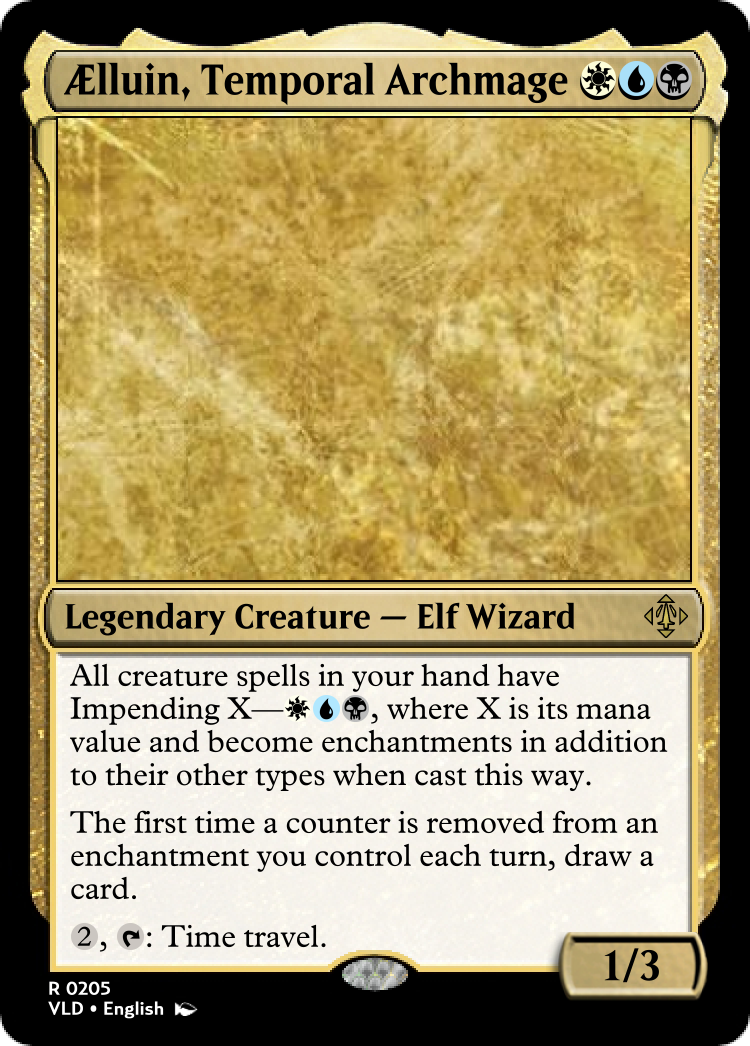 Ælluin, Temporal Archmage
Legendary Creature — Elf Wizard
All creature spells in your hand have
Impending X— , where X is its mana
value and become enchantments in addition
to their other types when cast this way.
The first time a counter is removed from an
enchantment you control each turn, draw a
card.
2, : Time travel.
1/3
R 0205
VLD • English